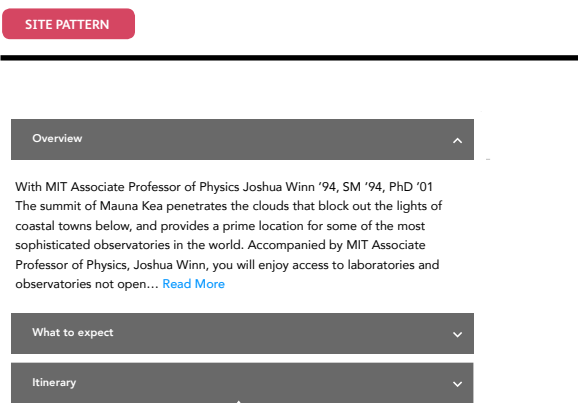 SITE PATTERN
Overview
With MIT Associate Professor of Physics Joshua Winn ’94, SM ’94, PhD ’01
The summit of Mauna Kea penetrates the clouds that block out the lights of
coastal towns below, and provides a prime location for some of the most
sophisticated observatories in the world. Accompanied by MIT Associate
Professor of Physics, Joshua Winn, you will enjoy access to laboratories and
observatories not open… Read More
What to expect
Itinerary